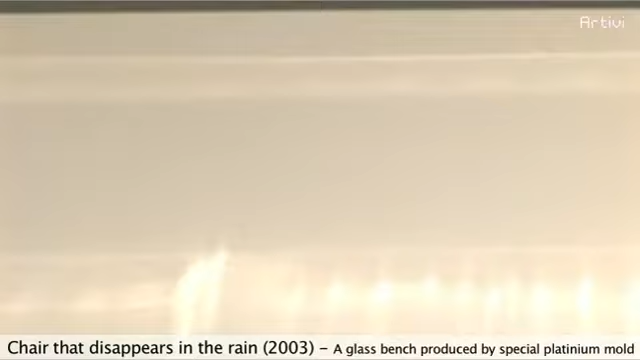 Artivi
Chair that disappears in the rain (2003) – A glass bench produced by special platinium mold